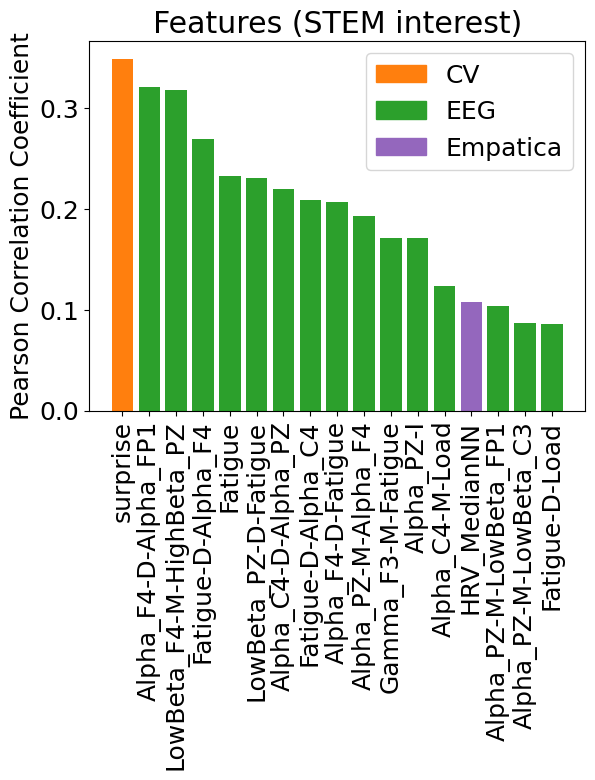 Features (STEM interest)
Pearson Correlation Coefficient
0.3
0.2
0.1
0.0
CV
EEG
Empatica
surprise
Alpha_F4-D-Alpha_FP1
LowBeta_F4-M-HighBeta_PZ
Fatigue-D-Alpha_F4
Fatigue
LowBeta_PZ-D-Fatigue
Alpha_C4-D-Alpha_PZ
Fatigue-D-Alpha_C4
Alpha_F4-D-Fatigue
Alpha_PZ-M-Alpha_F4
Gamma_F3-M-Fatigue
Alpha_PZ-I
Alpha_C4-M-Load
HRV_MedianNN
Alpha_PZ-M-LowBeta_FP1
Alpha_PZ-M-LowBeta_C3
Fatigue-D-Load